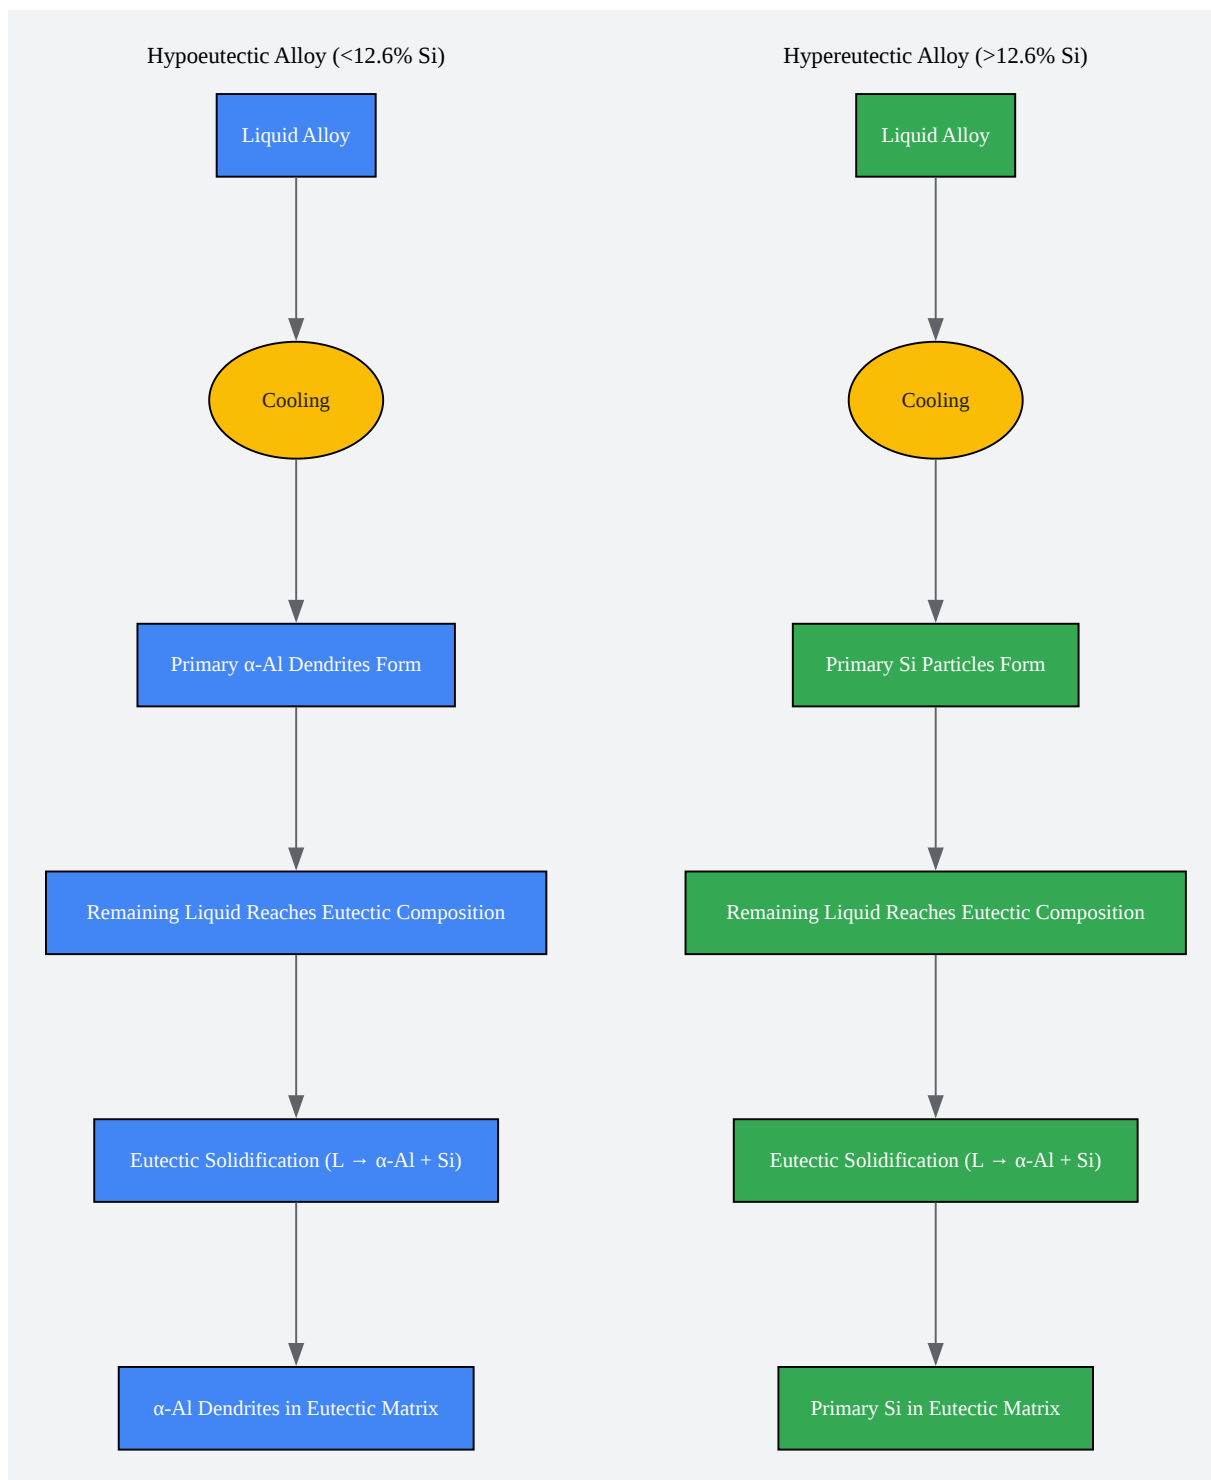 Hypoeutectic Alloy (<12.6% Si)
Liquid Alloy
Cooling
Primary α-Al Dendrites Form
Remaining Liquid Reaches Eutectic Composition
Eutectic Solidification (L → α-Al + Si)
α-Al Dendrites in Eutectic Matrix
Hypereutectic Alloy (>12.6% Si)
Liquid Alloy
Cooling
Primary Si Particles Form
Remaining Liquid Reaches Eutectic Composition
Eutectic Solidification (L → α-Al + Si)
Primary Si in Eutectic Matrix